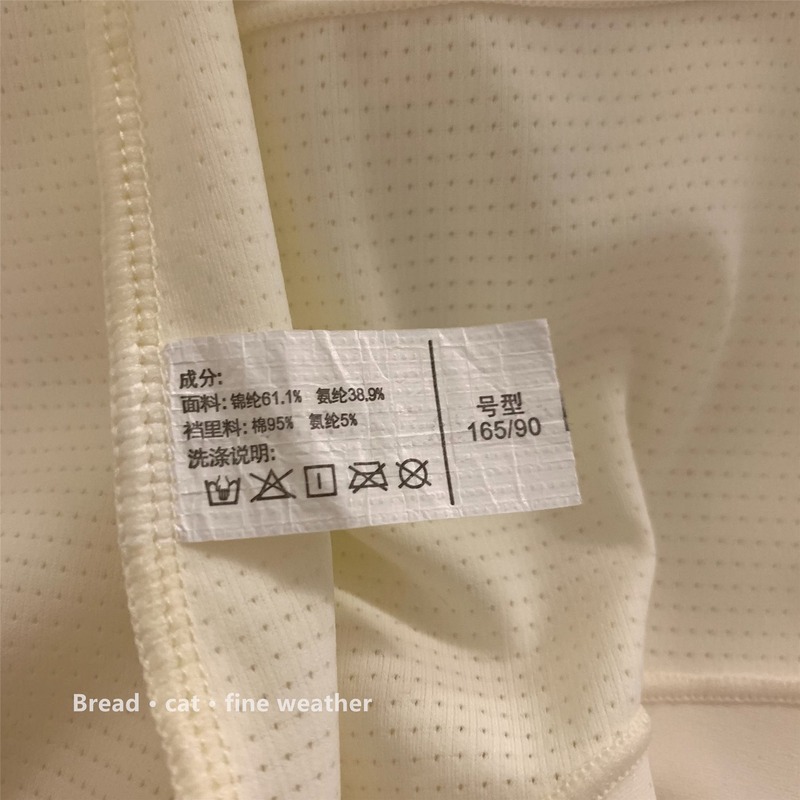 成分:
面料: 锦纶61.1% 氨纶38.9%
裆里料: 棉95% 氨纶5%
洗涤说明:
号型
165/90
Bread • cat • fine weather